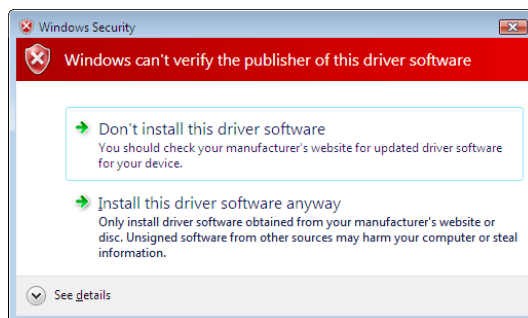 Windows Security
Windows can't verify the publisher of this driver software
Don't install this driver software
You should check your manufacturer's website for updated driver software
for your device.
Install this driver software anyway
Only install driver software obtained from your manufacturer's website or
disc. Unsigned software from other sources may harm your computer or steal
information.
See details